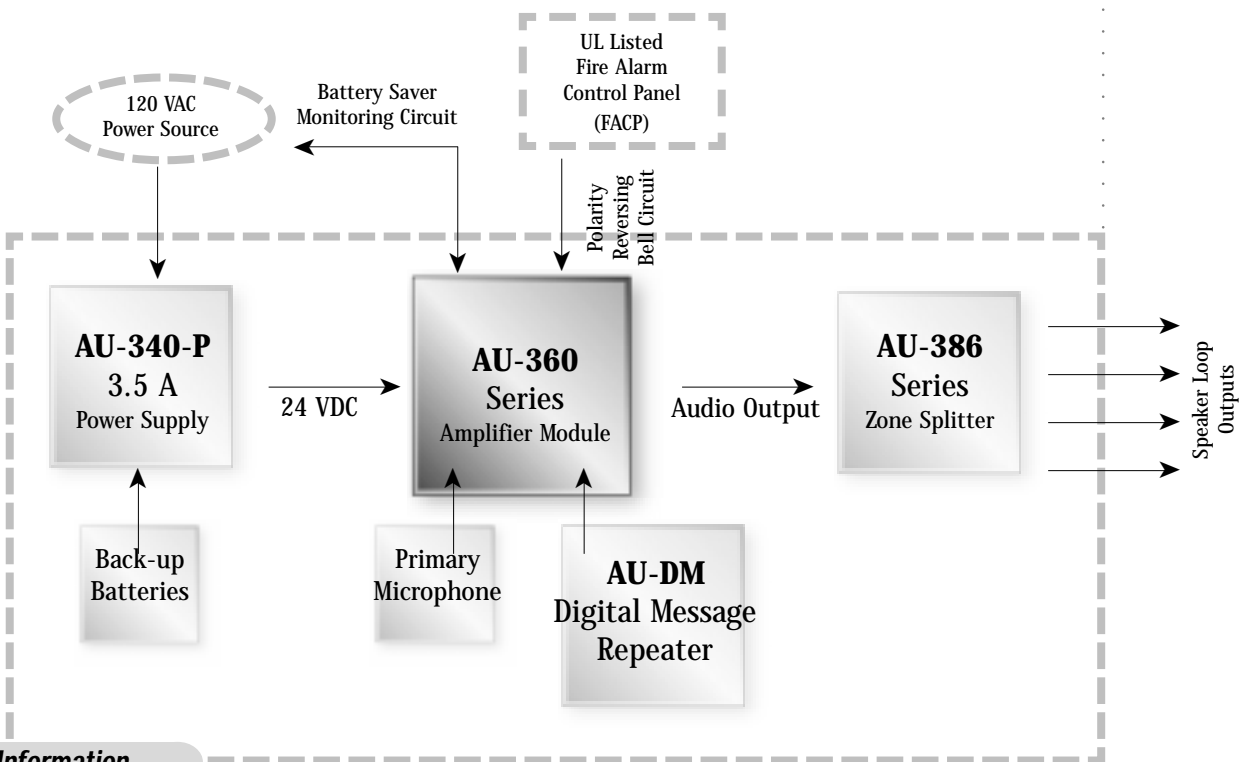 UL Listed
Fire Alarm
Control Panel
(FACP)
120 VAC
Power Source
Battery Saver
Monitoring Circuit
Polarity
Reversing
Bell Circuit
AU-340-P
3.5 A
Power Supply
24 VDC
AU-360
Series
Amplifier Module
Audio Output
AU-386
Series
Zone Splitter
Speaker Loop
Outputs
Back-up
Batteries
Primary
Microphone
AU-DM
Digital Message
Repeater
Information